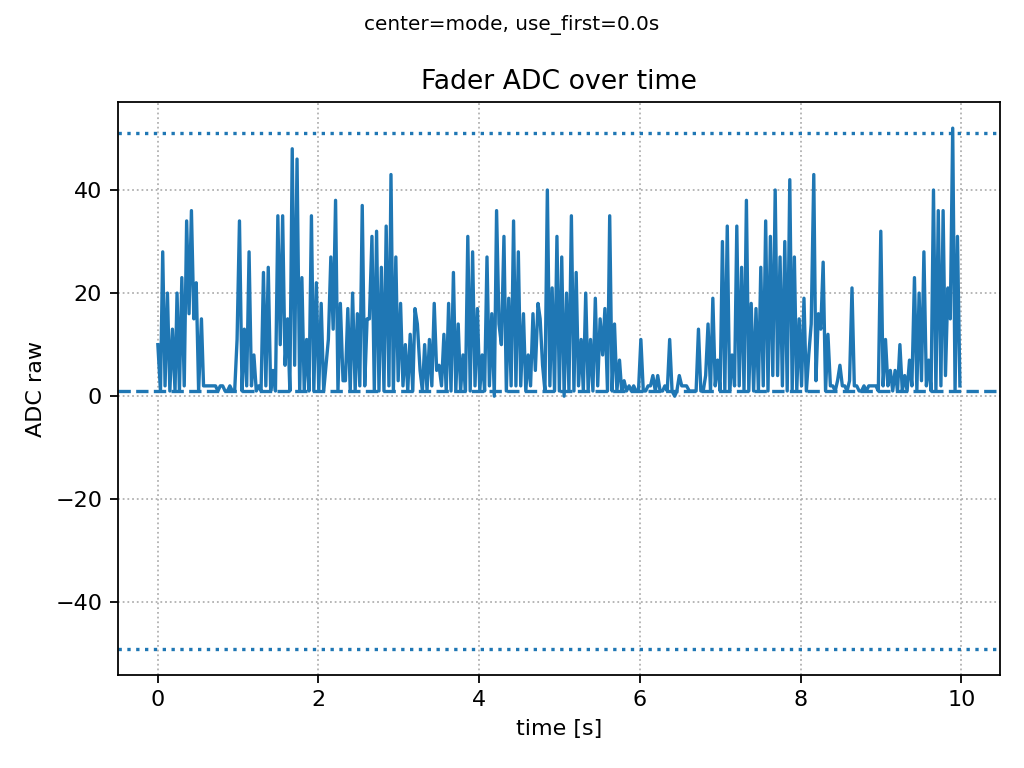 center=mode, use_first=0.0s
Fader ADC over time
ADC raw
40
20
0
−20
−40
0 2 4 6 8 10
time [s]